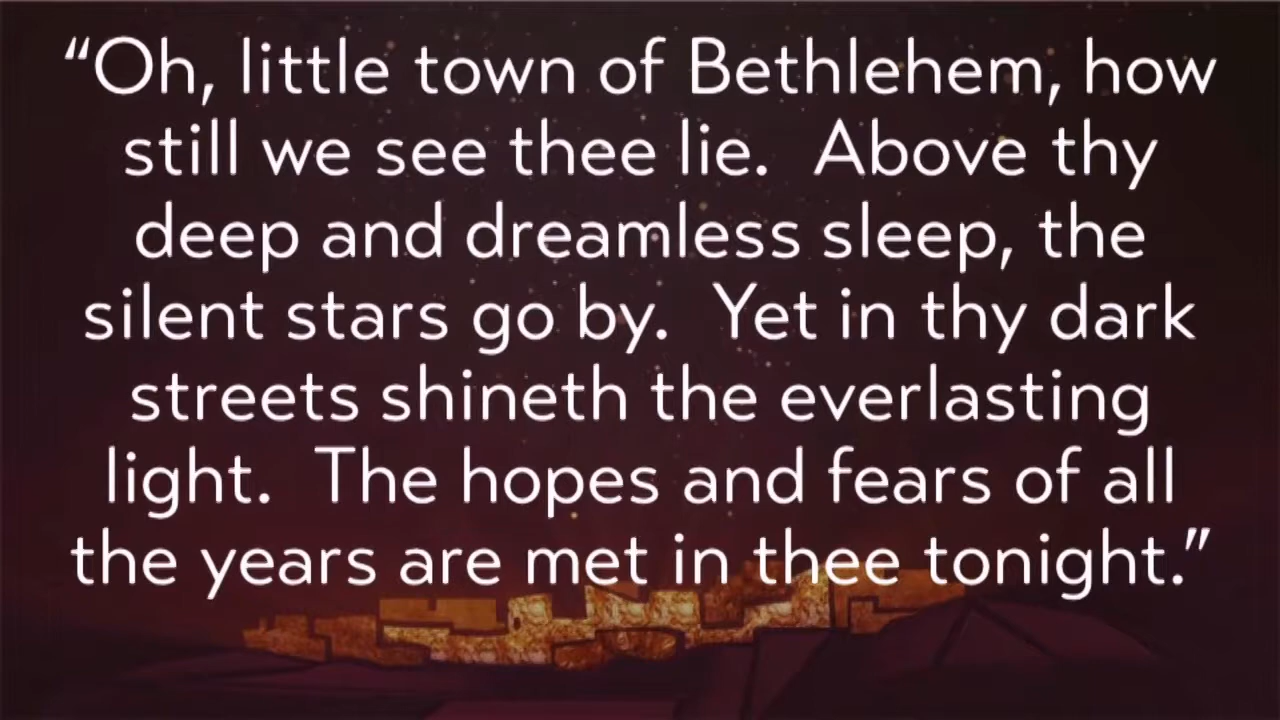 “Oh, little town of Bethlehem, how
still we see thee lie.  Above thy
deep and dreamless sleep, the
silent stars go by.  Yet in thy dark
streets shineth the everlasting
light.  The hopes and fears of all
the years are met in thee tonight.”